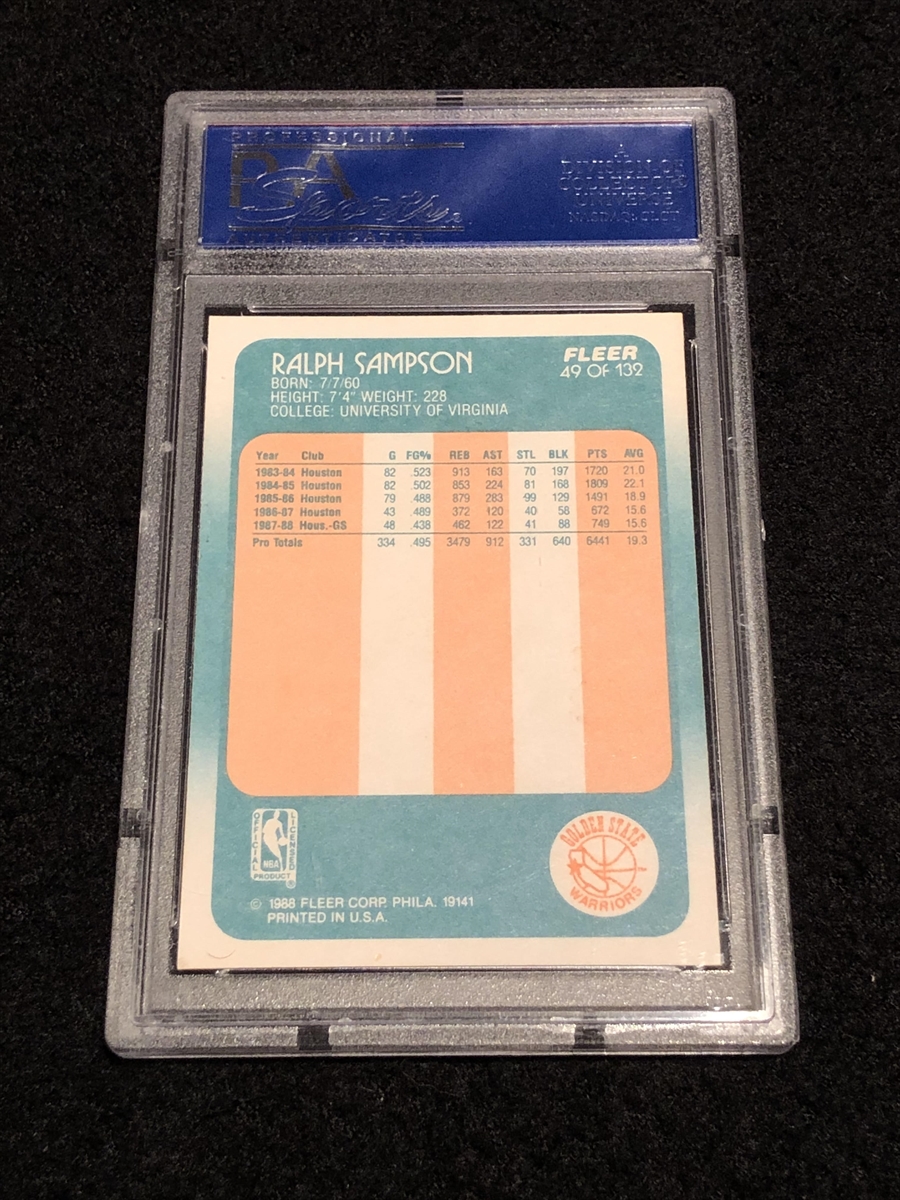 PROFESSIONAL
PSA
Sports
AUTHENTICATOR
A
DIVISION OF
COLLECTORS
UNIVERSE
NASDAQ: CLCT
RALPH SAMPSON
BORN: 7/7/60
HEIGHT: 7'4" WEIGHT: 228
COLLEGE: UNIVERSITY OF VIRGINIA
FLEER
49 OF 132
Year Club G FG% REB AST STL BLK PTS AVG
1983-84 Houston 82 .523 913 163 70 197 1720 21.0
1984-85 Houston 82 .502 853 224 81 168 1809 22.1
1985-86 Houston 79 .488 879 283 99 129 1491 18.9
1986-87 Houston 43 .489 372 120 40 58 672 15.6
1987-88 Hous.-GS 48 .438 462 122 41 88 749 15.6
Pro Totals 334 .495 3479 912 331 640 6441 19.3
OFFICIAL
NBA
LICENSED
PRODUCT ®
GOLDEN STATE
WARRIORS
© 1988 FLEER CORP. PHILA. 19141
PRINTED IN U.S.A.